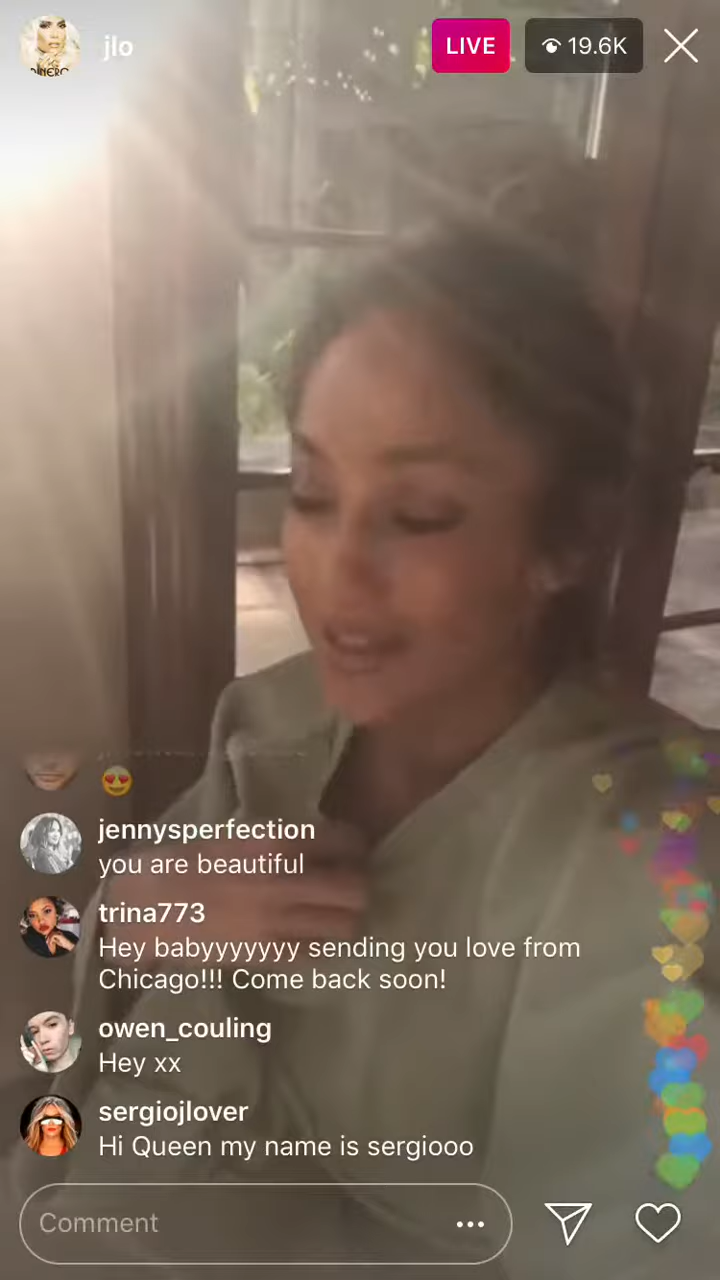 jlo
LIVE
19.6K
DINERO
jennysperfection
you are beautiful
trina773
Hey babyyyyyyy sending you love from
Chicago!!! Come back soon!
owen_couling
Hey xx
sergiojlover
Hi Queen my name is sergiooo
Comment